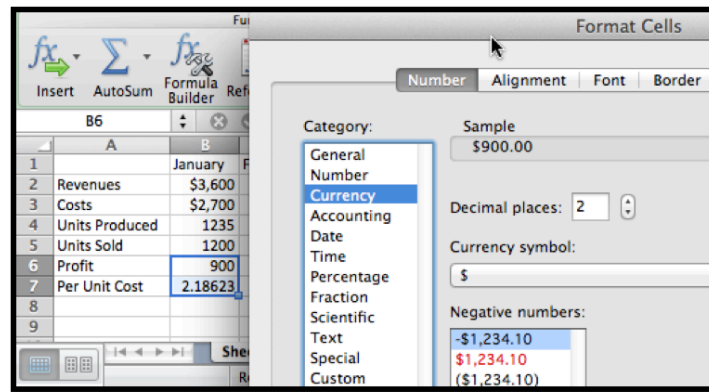 Fu
Format Cells
Insert AutoSum Formula Builder Refe
B6
A B
1 January F
2 Revenues $3,600
3 Costs $2,700
4 Units Produced 1235
5 Units Sold 1200
6 Profit 900
7 Per Unit Cost 2.18623
8
9
Shee
Number Alignment Font Border
Category:
General
Number
Currency
Accounting
Date
Time
Percentage
Fraction
Scientific
Text
Special
Custom
Sample
$900.00
Decimal places: 2
Currency symbol:
$
Negative numbers:
-$1,234.10
$1,234.10
($1,234.10)